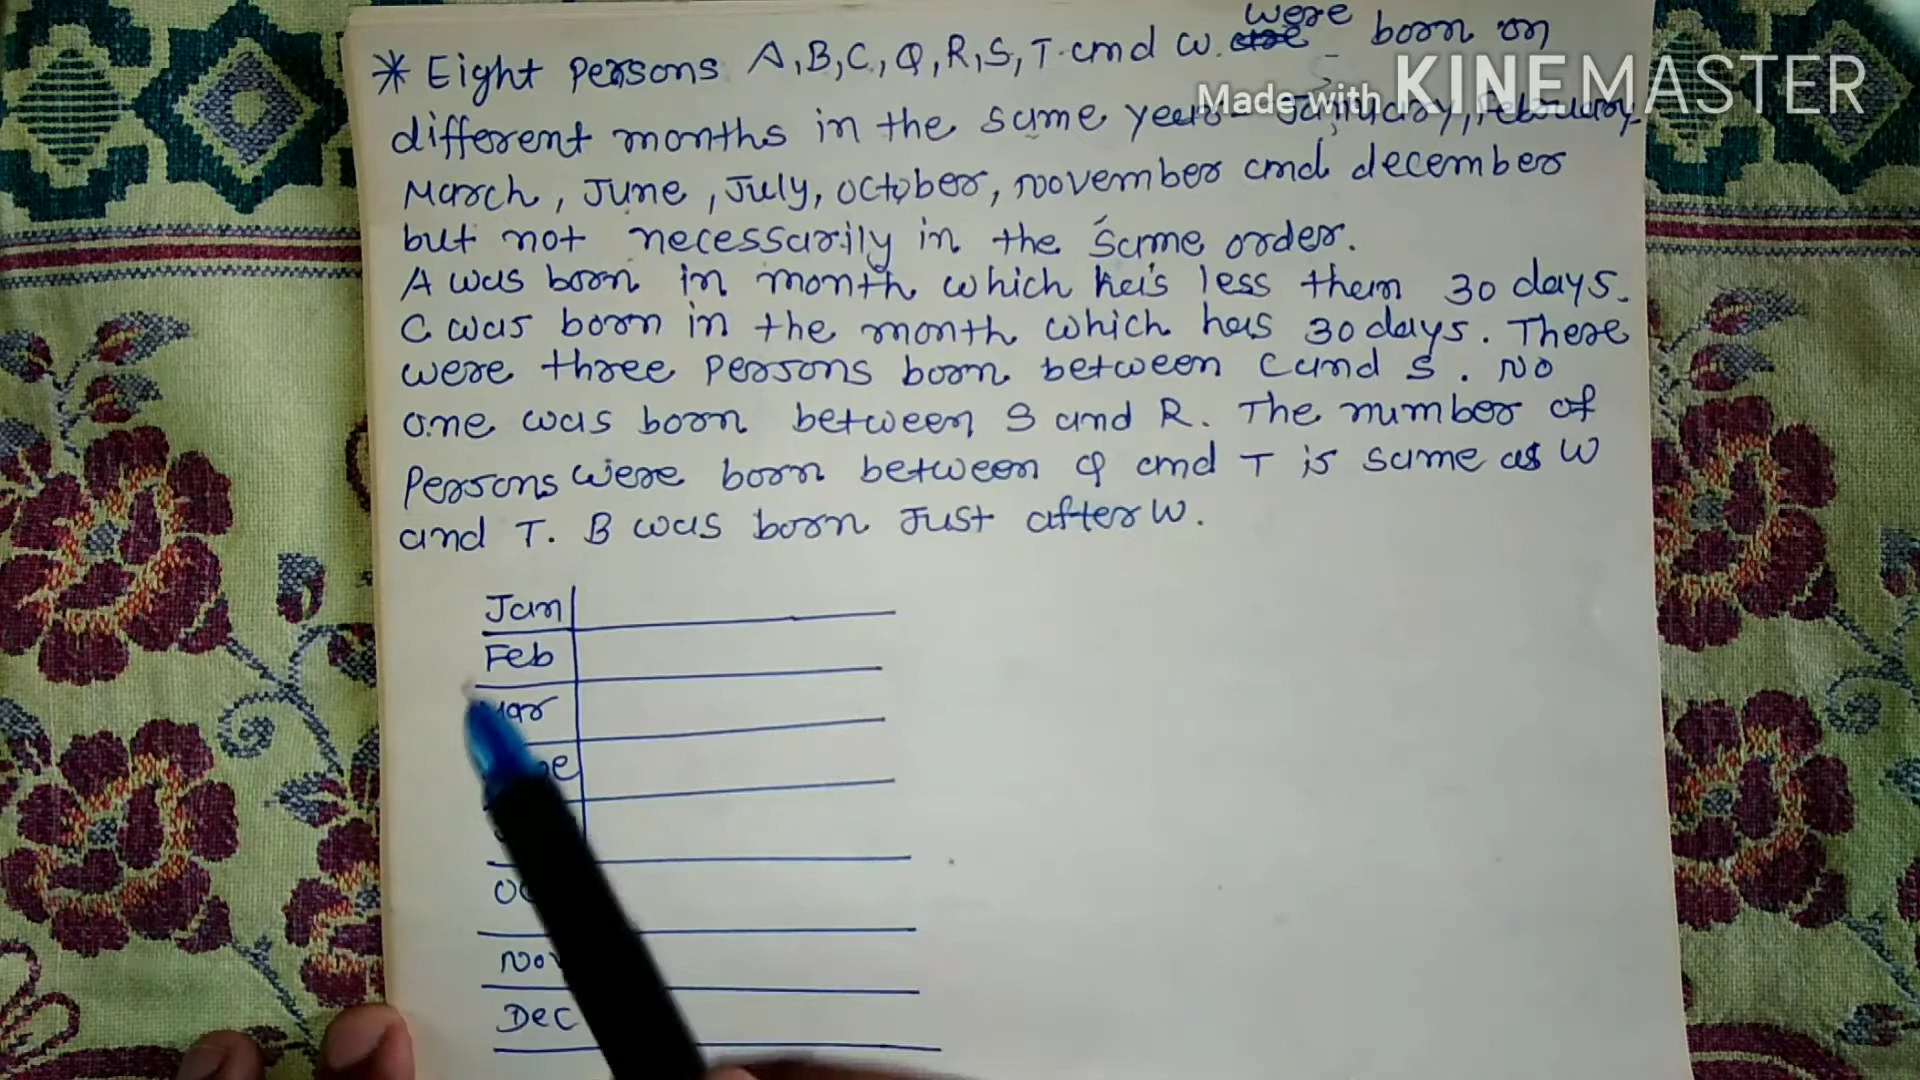 were
* Eight persons A, B, C, Q, R, S, T and W. born on
Made with KINEMASTER
different months in the same year - January, February
March, June, July, October, november and december
but not necessarily in the same order.
A was born in month which has less than 30 days.
C was born in the month which has 30 days. There
were three persons born between C and S. No
one was born between S and R. The number of
persons were born between Q and T is same as W
and T. B was born Just after W.
Jan
Feb
Mar
Nov
Dec